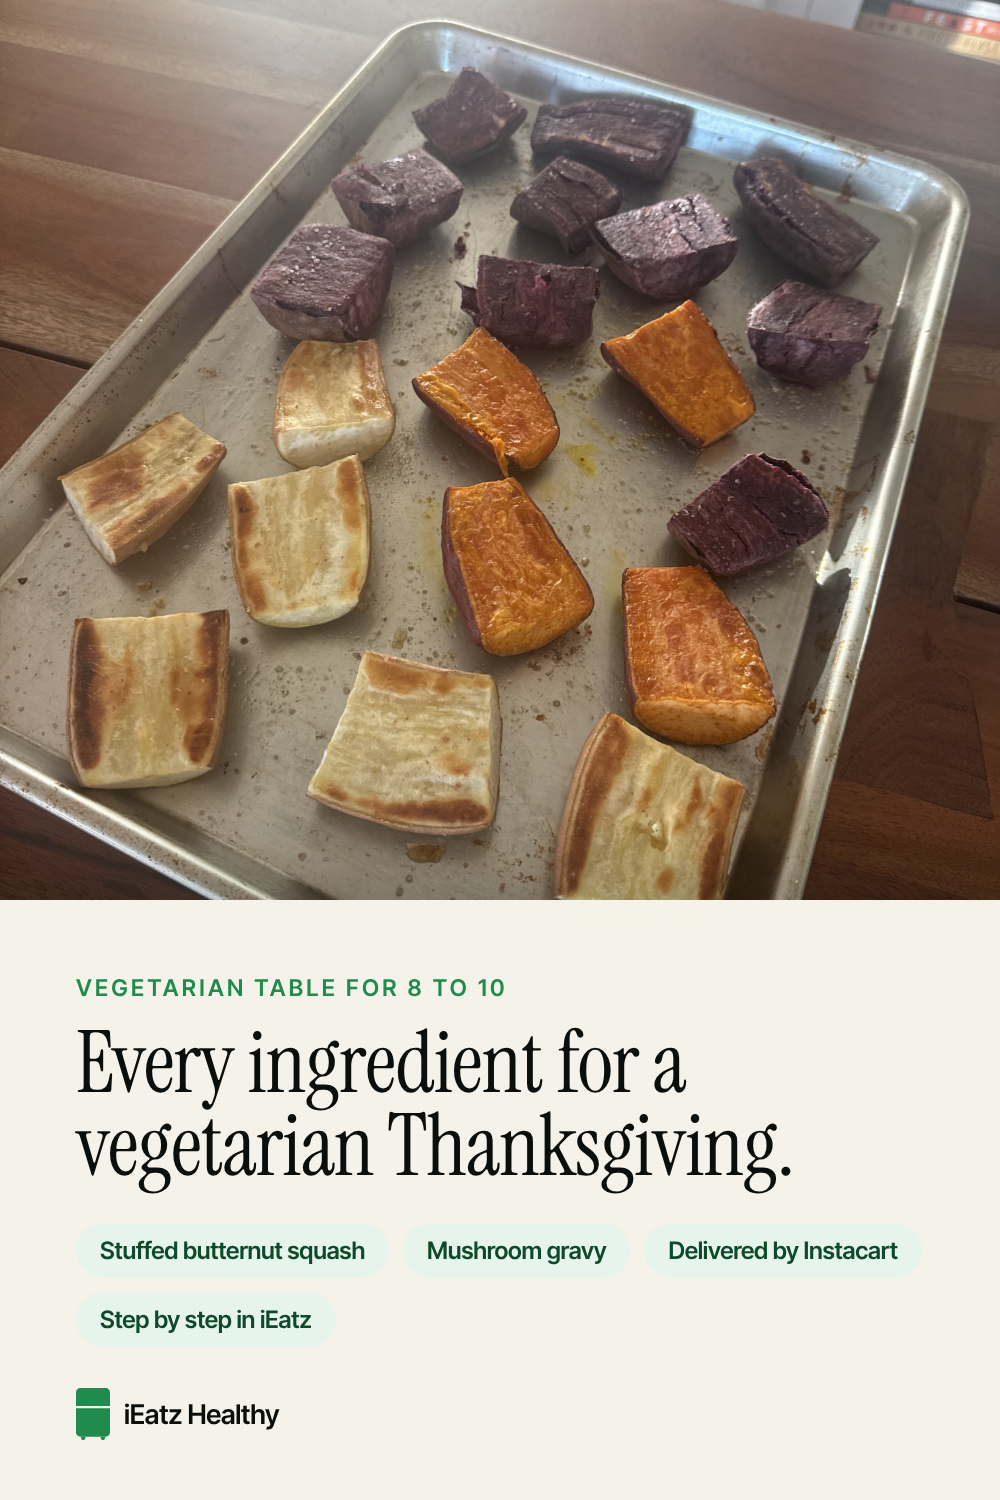 FEAST
VEGETARIAN TABLE FOR 8 TO 10
Every ingredient for a
vegetarian Thanksgiving.
Stuffed butternut squash
Mushroom gravy
Delivered by Instacart
Step by step in iEatz
iEatz Healthy